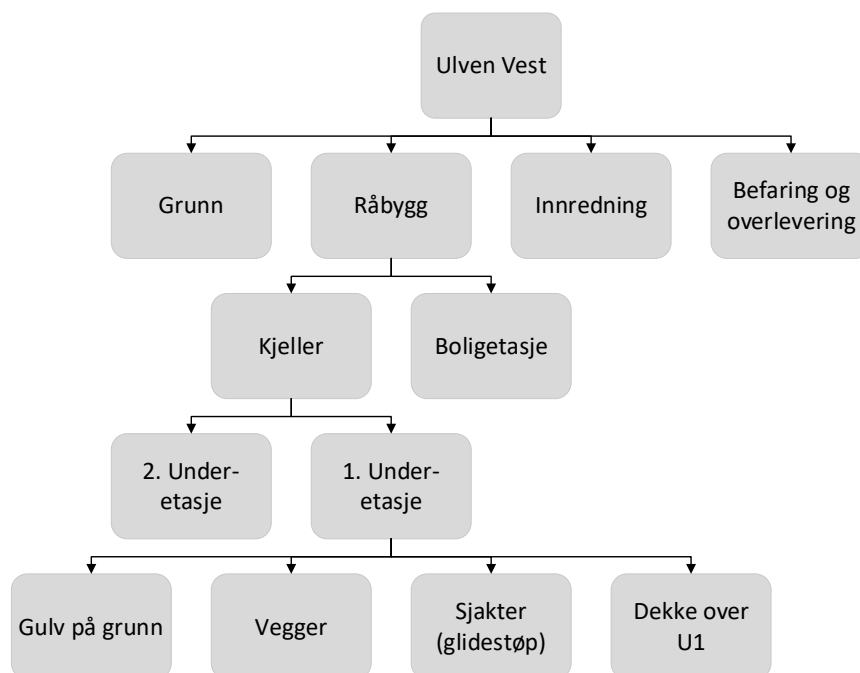 Ulven Vest
Grunn
Råbygg
Innredning
Befaring og
overlevering
Kjeller
Boligetasje
2. Under-
etasje
1. Under-
etasje
Gulv på grunn
Vegger
Sjakter
(glidestøp)
Dekke over
U1